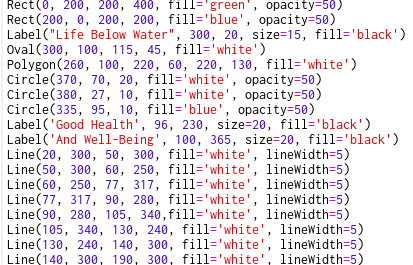 Rect(0, 200, 200, 400, fill='green', opacity=50)
Rect(200, 0, 200, 200, fill='blue', opacity=50)
Label("Life Below Water", 300, 20, size=15, fill='black')
Oval(300, 100, 115, 45, fill='white')
Polygon(260, 100, 220, 60, 220, 130, fill='white')
Circle(370, 70, 20, fill='white', opacity=50)
Circle(380, 27, 10, fill='white', opacity=50)
Circle(335, 95, 10, fill='blue', opacity=50)
Label('Good Health', 96, 230, size=20, fill='black')
Label('And Well-Being', 100, 365, size=20, fill='black')
Line(20, 300, 50, 300, fill='white', lineWidth=5)
Line(50, 300, 60, 250, fill='white', lineWidth=5)
Line(60, 250, 77, 317, fill='white', lineWidth=5)
Line(77, 317, 90, 280, fill='white', lineWidth=5)
Line(90, 280, 105, 340,fill='white', lineWidth=5)
Line(105, 340, 130, 240, fill='white', lineWidth=5)
Line(130, 240, 140, 300, fill='white', lineWidth=5)
Line(140, 300, 190, 300, fill='white', lineWidth=5)